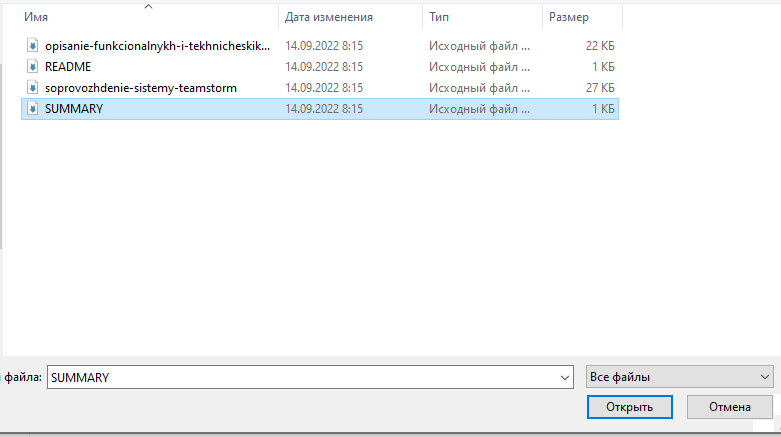 Имя Дата изменения Тип Размер
opisanie-funkcionalnykh-i-tekhnicheskik... 14.09.2022 8:15 Исходный файл ... 22 КБ
README 14.09.2022 8:15 Исходный файл ... 1 КБ
soprovozhdenie-sistemy-teamstorm 14.09.2022 8:15 Исходный файл ... 27 КБ
SUMMARY 14.09.2022 8:15 Исходный файл ... 1 КБ
файла: SUMMARY Все файлы
Открыть Отмена